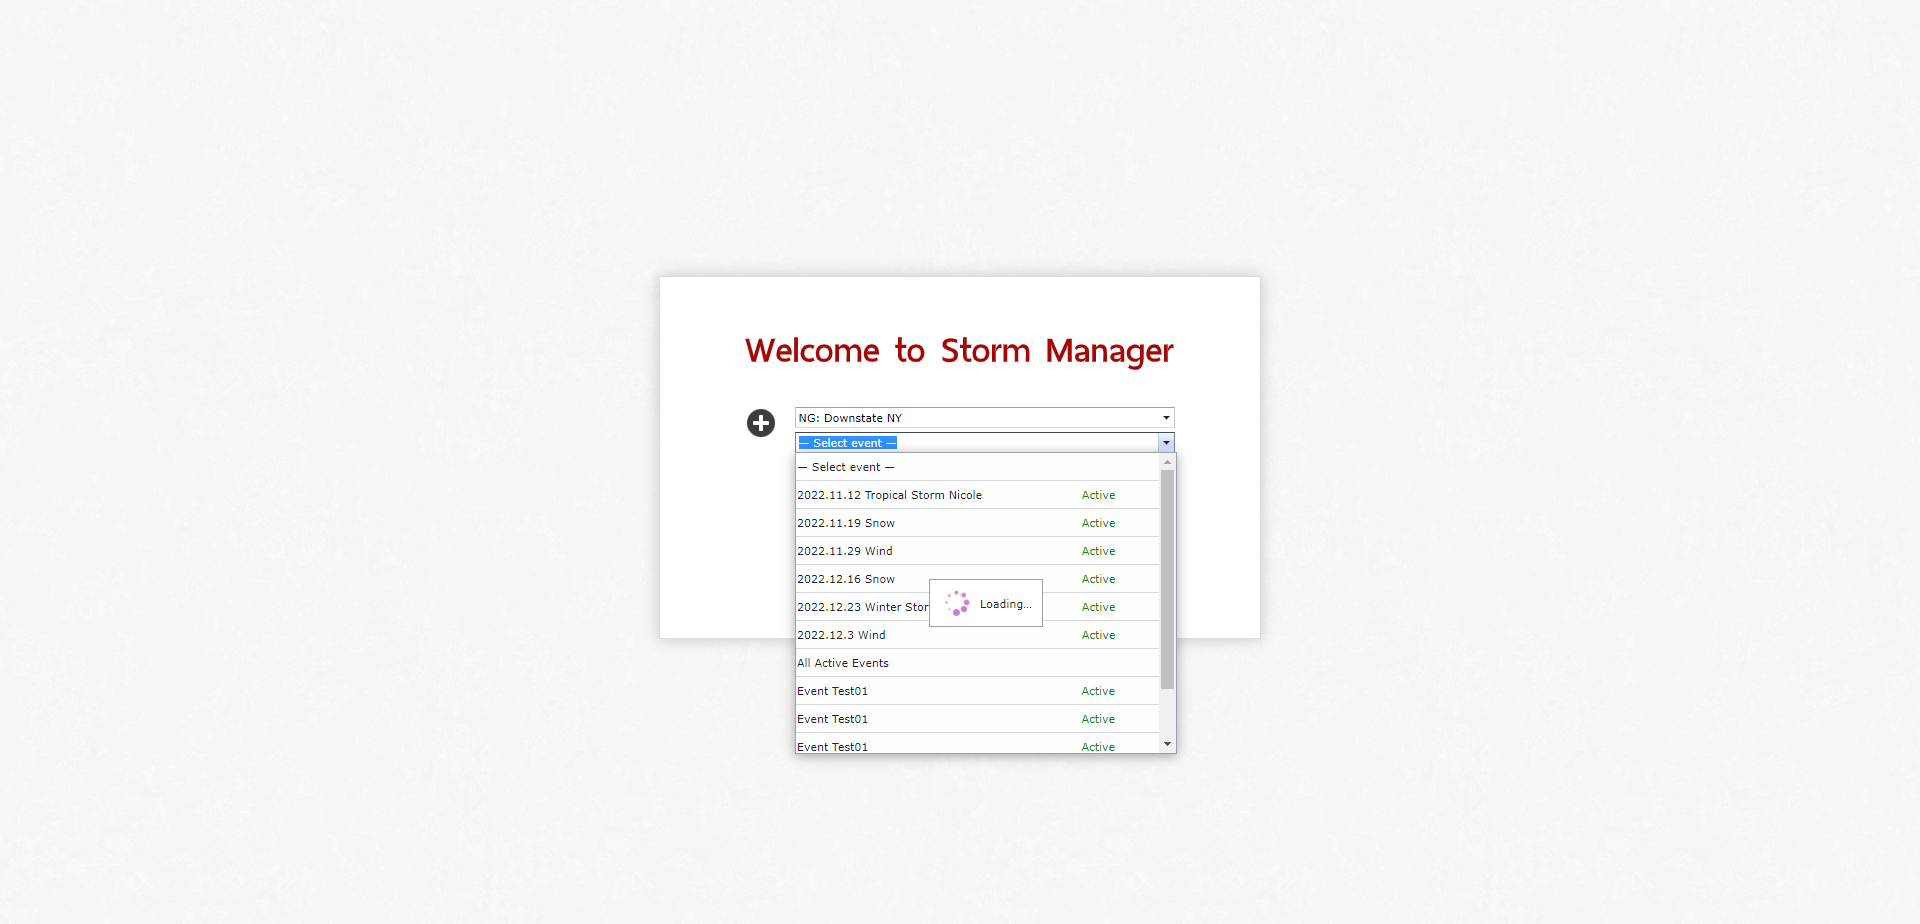 Welcome to Storm Manager
NG: Downstate NY
— Select event —
— Select event —
2022.11.12 Tropical Storm Nicole Active
2022.11.19 Snow Active
2022.11.29 Wind Active
2022.12.16 Snow Active
Loading...
2022.12.23 Winter Active
2022.12.3 Wind Active
All Active Events
Event Test01 Active
Event Test01 Active
Event Test01 Active